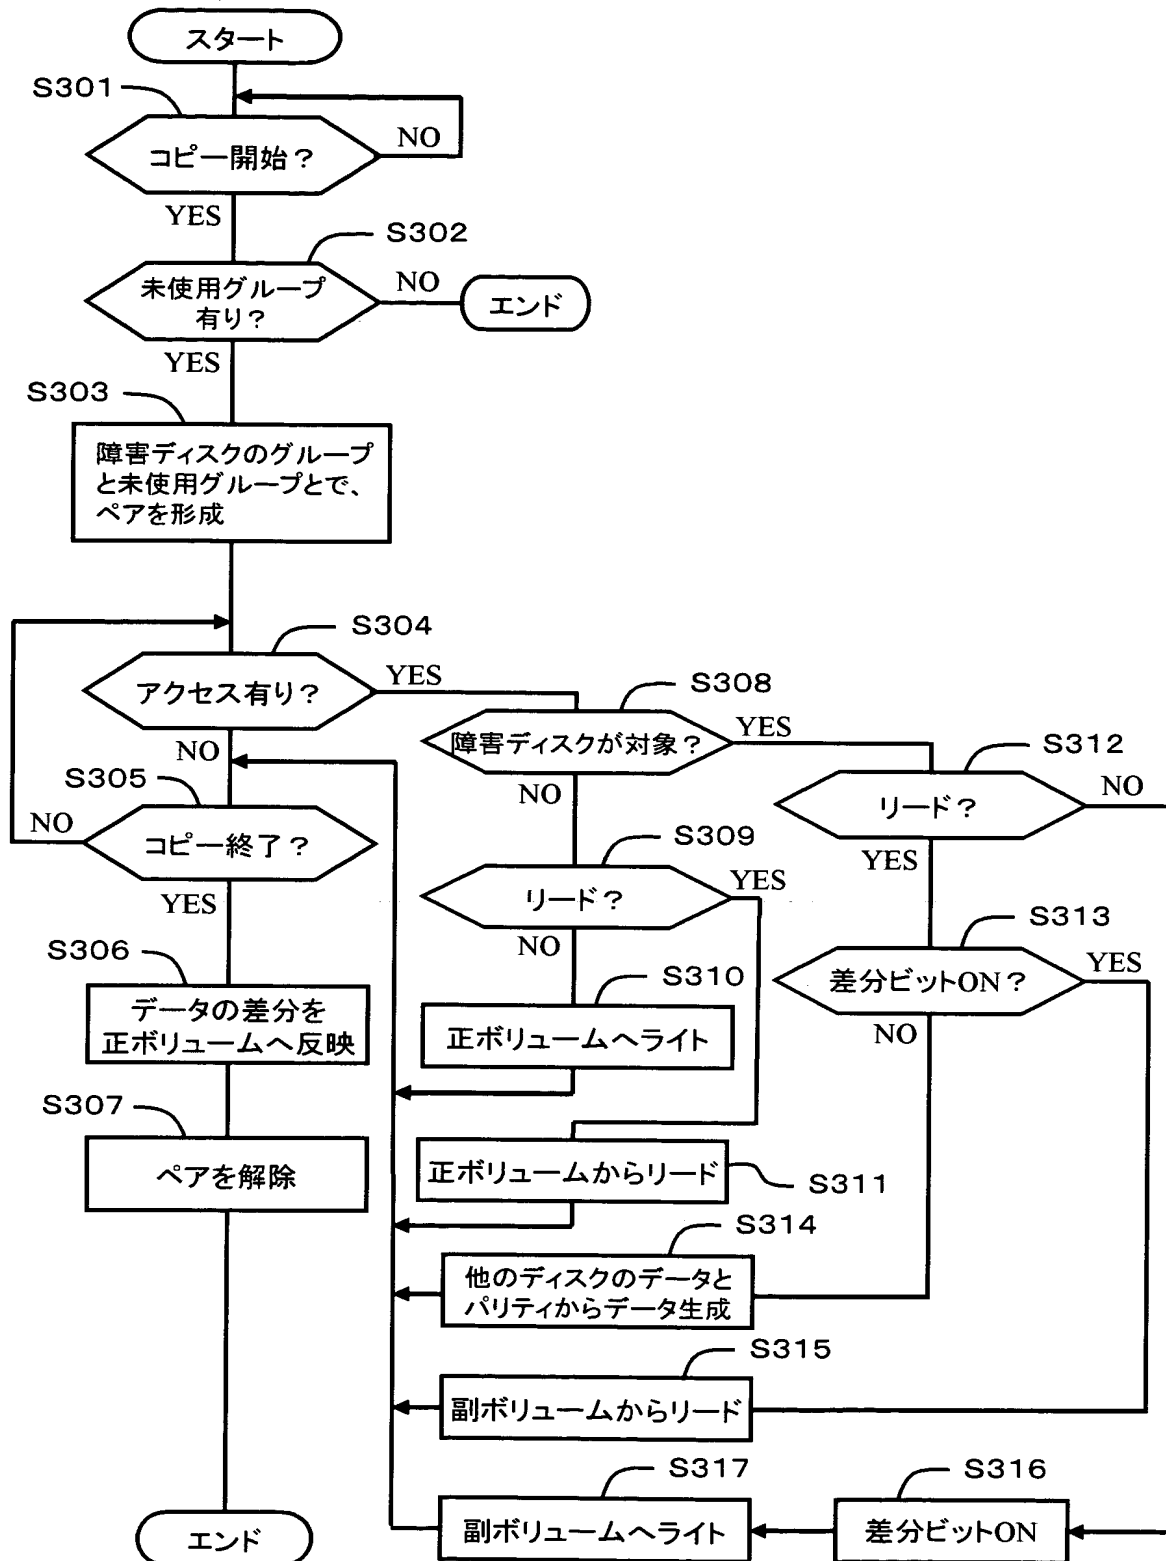 スタート
S301
コピー開始？
NO
YES
S302
未使用グループ
有り？
NO
エンド
YES
S303
障害ディスクのグループ
と未使用グループとで、
ペアを形成
S304
アクセス有り？
YES
NO
S305
コピー終了？
NO
YES
S306
データの差分を
正ボリュームへ反映
S307
ペアを解除
エンド
S308
障害ディスクが対象？
YES
NO
S309
リード？
YES
NO
S310
正ボリュームへライト
正ボリュームからリード
S311
S312
リード？
NO
YES
S313
差分ビットON？
YES
NO
S314
他のディスクのデータと
パリティからデータ生成
S315
副ボリュームからリード
S317
副ボリュームへライト
S316
差分ビットON